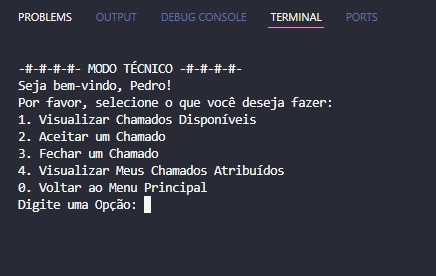 PROBLEMS OUTPUT DEBUG CONSOLE TERMINAL PORTS
-#-#-#-#- MODO TÉCNICO -#-#-#-#-
Seja bem-vindo, Pedro!
Por favor, selecione o que você deseja fazer:
1. Visualizar Chamados Disponíveis
2. Aceitar um Chamado
3. Fechar um Chamado
4. Visualizar Meus Chamados Atribuídos
0. Voltar ao Menu Principal
Digite uma Opção: